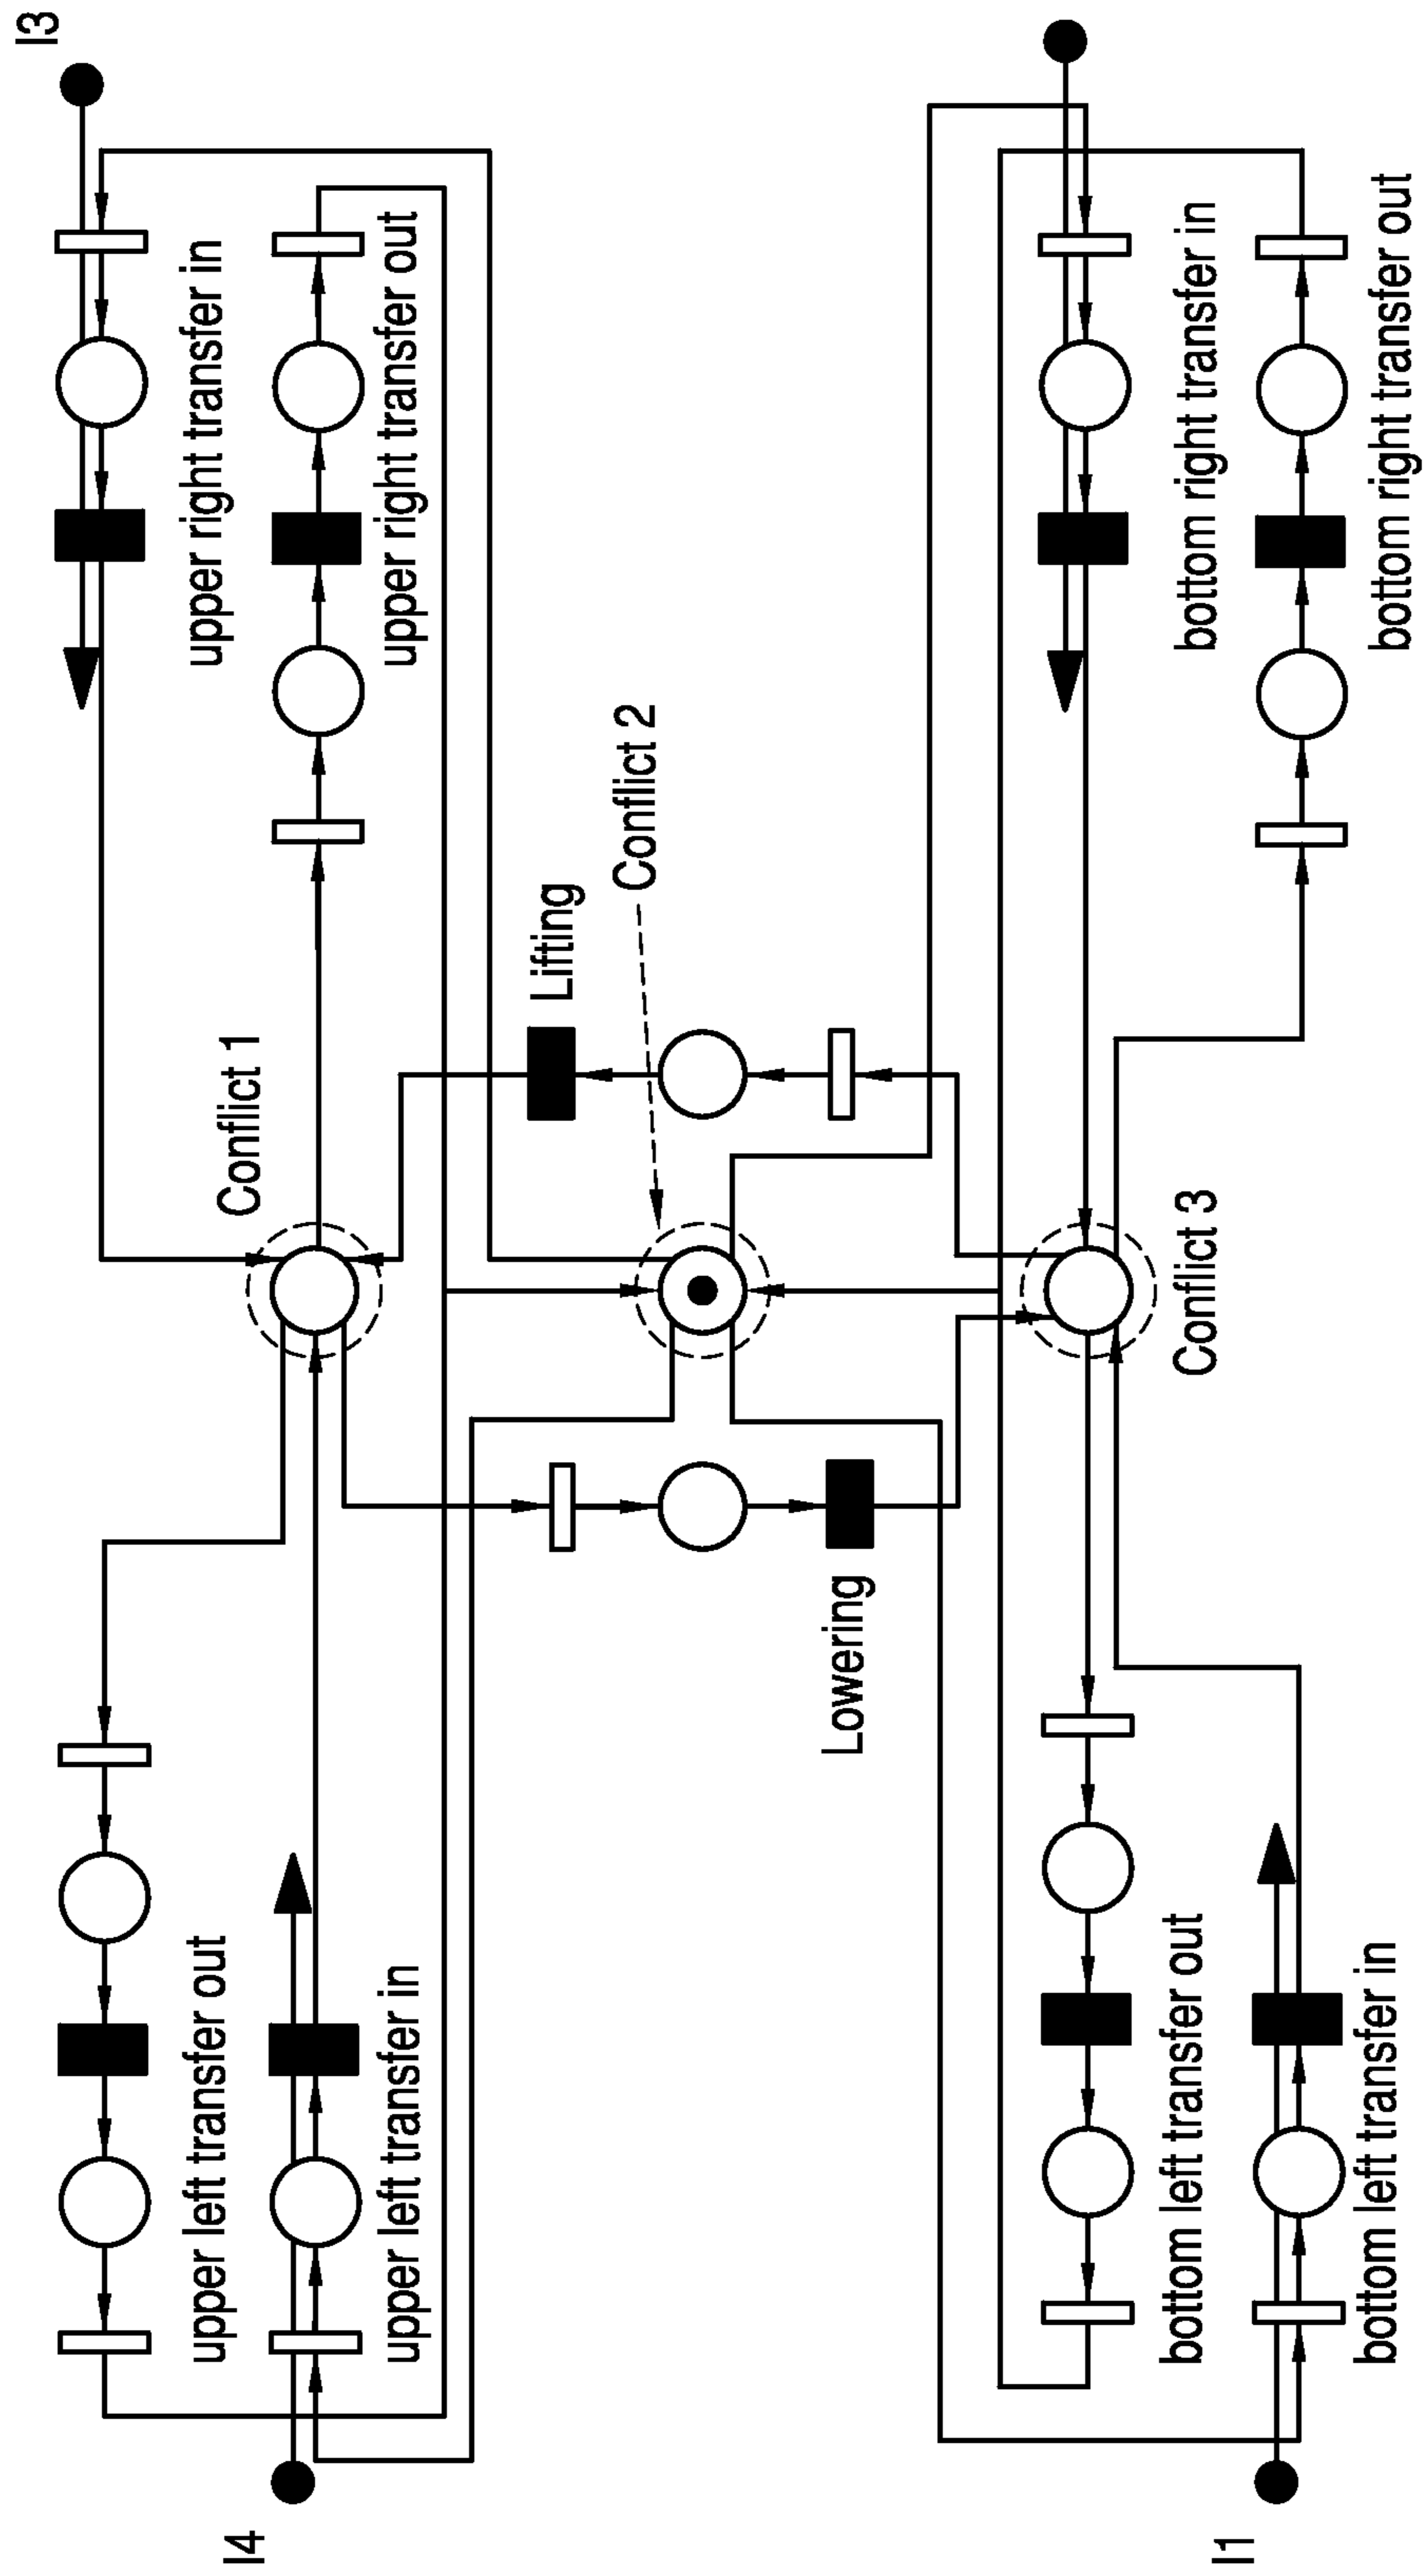 I3
upper right transfer in
upper right transfer out
Conflict 1
Lifting
Conflict 2
bottom right transfer in
bottom right transfer out
Conflict 3
Lowering
upper left transfer out
upper left transfer in
I4
bottom left transfer out
bottom left transfer in
I1